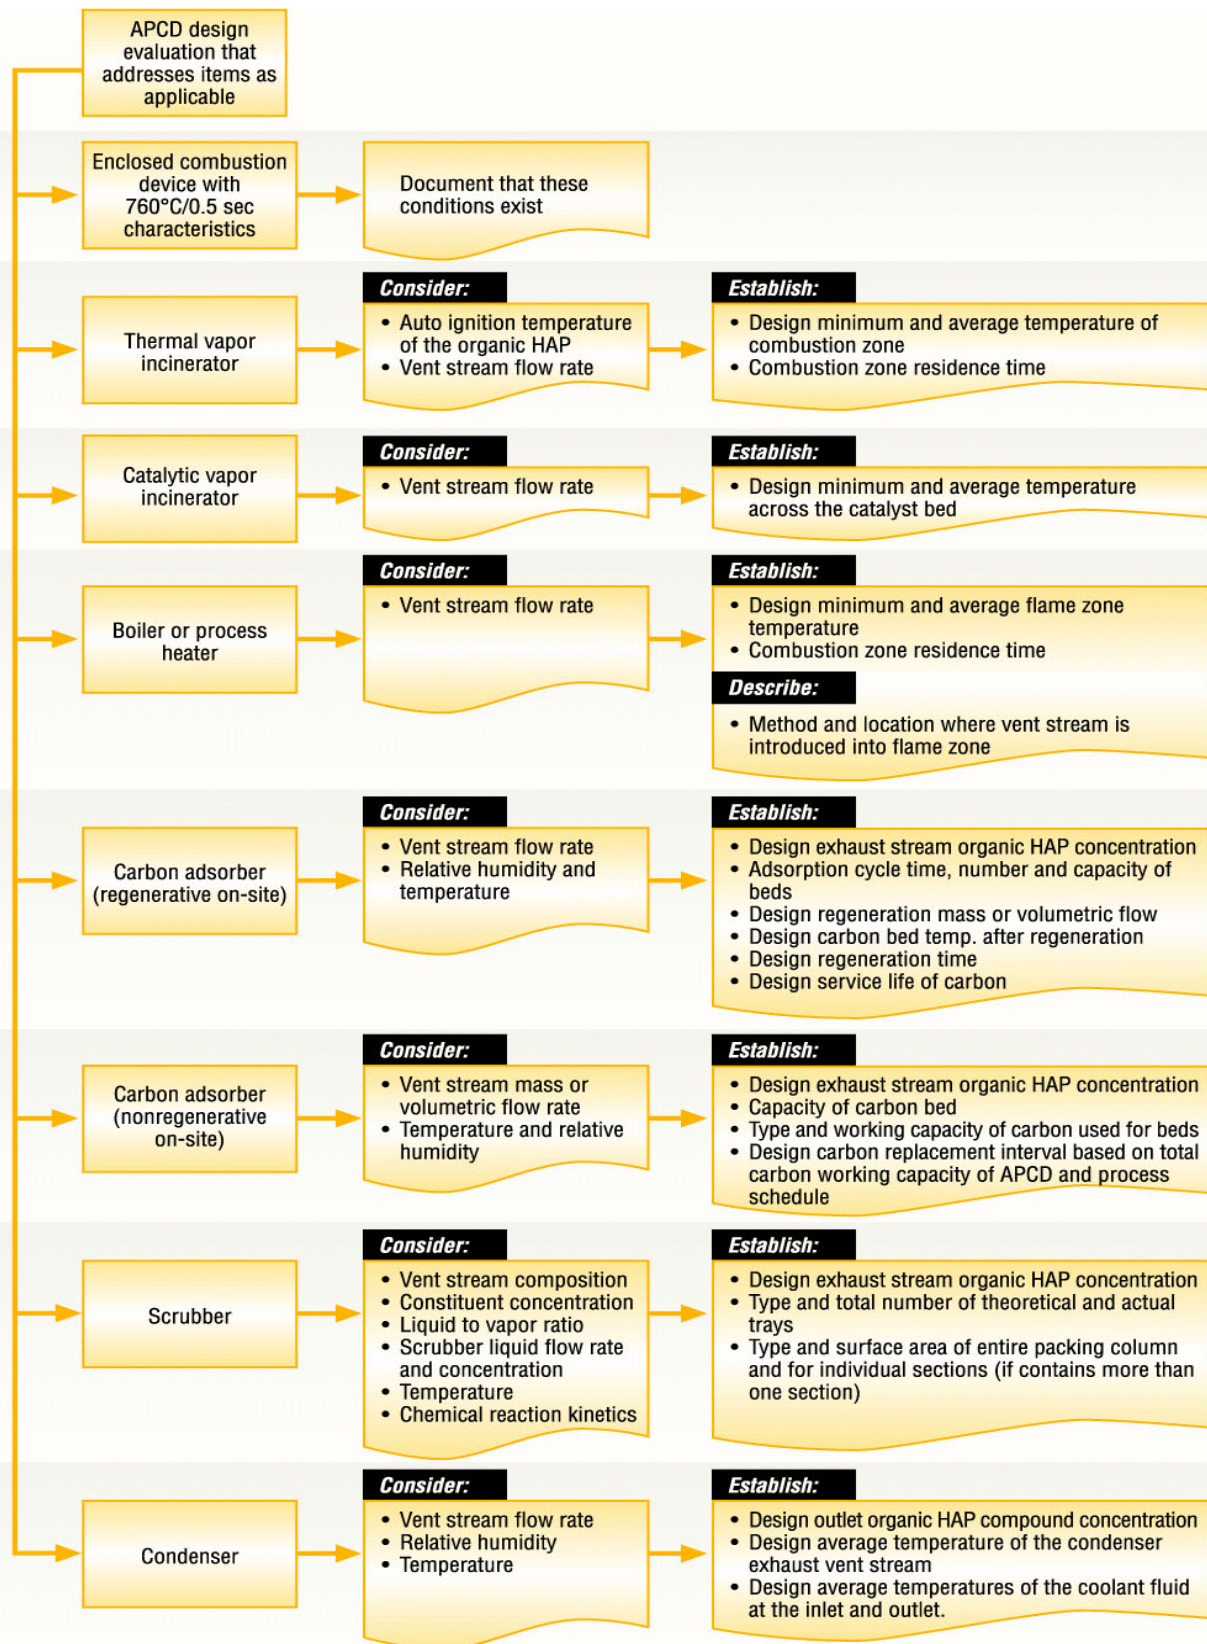 APCD design
evaluation that
addresses items as
applicable
Enclosed combustion
device with
760°C/0.5 sec
characteristics
Document that these
conditions exist
Thermal vapor
incinerator
Consider:
• Auto ignition temperature
of the organic HAP
• Vent stream flow rate
Establish:
• Design minimum and average temperature of
combustion zone
• Combustion zone residence time
Catalytic vapor
incinerator
Consider:
• Vent stream flow rate
Establish:
• Design minimum and average temperature
across the catalyst bed
Boiler or process
heater
Consider:
• Vent stream flow rate
Establish:
• Design minimum and average flame zone
temperature
• Combustion zone residence time
Describe:
• Method and location where vent stream is
introduced into flame zone
Carbon adsorber
(regenerative on-site)
Consider:
• Vent stream flow rate
• Relative humidity and
temperature
Establish:
• Design exhaust stream organic HAP concentration
• Adsorption cycle time, number and capacity of
beds
• Design regeneration mass or volumetric flow
• Design carbon bed temp. after regeneration
• Design regeneration time
• Design service life of carbon
Carbon adsorber
(nonregenerative
on-site)
Consider:
• Vent stream mass or
volumetric flow rate
• Temperature and relative
humidity
Establish:
• Design exhaust stream organic HAP concentration
• Capacity of carbon bed
• Type and working capacity of carbon used for beds
• Design carbon replacement interval based on total
carbon working capacity of APCD and process
schedule
Scrubber
Consider:
• Vent stream composition
• Constituent concentration
• Liquid to vapor ratio
• Scrubber liquid flow rate
and concentration
• Temperature
• Chemical reaction kinetics
Establish:
• Design exhaust stream organic HAP concentration
• Type and total number of theoretical and actual
trays
• Type and surface area of entire packing column
and for individual sections (if contains more than
one section)
Condenser
Consider:
• Vent stream flow rate
• Relative humidity
• Temperature
Establish:
• Design outlet organic HAP compound concentration
• Design average temperature of the condenser
exhaust vent stream
• Design average temperatures of the coolant fluid
at the inlet and outlet.